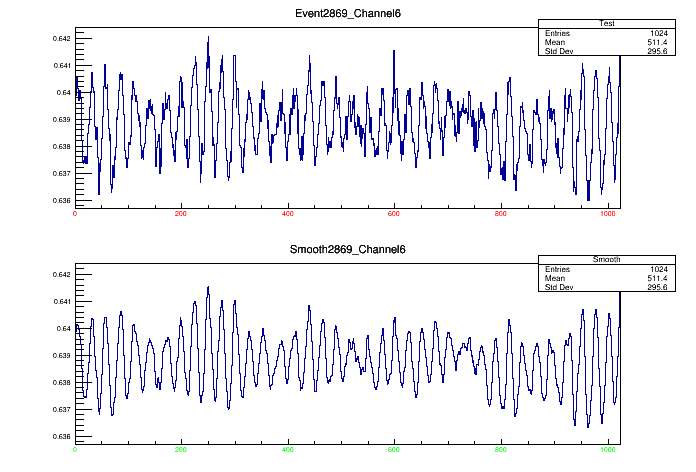 Event2869_Channel6
Test
Entries 1024
Mean 511.4
Std Dev 295.6
0.642
0.641
0.64
0.639
0.638
0.637
0.636
0 200 400 600 800 1000
Smooth2869_Channel6
Smooth
Entries 1024
Mean 511.4
Std Dev 295.6
0.642
0.641
0.64
0.639
0.638
0.637
0.636
0 200 400 600 800 1000